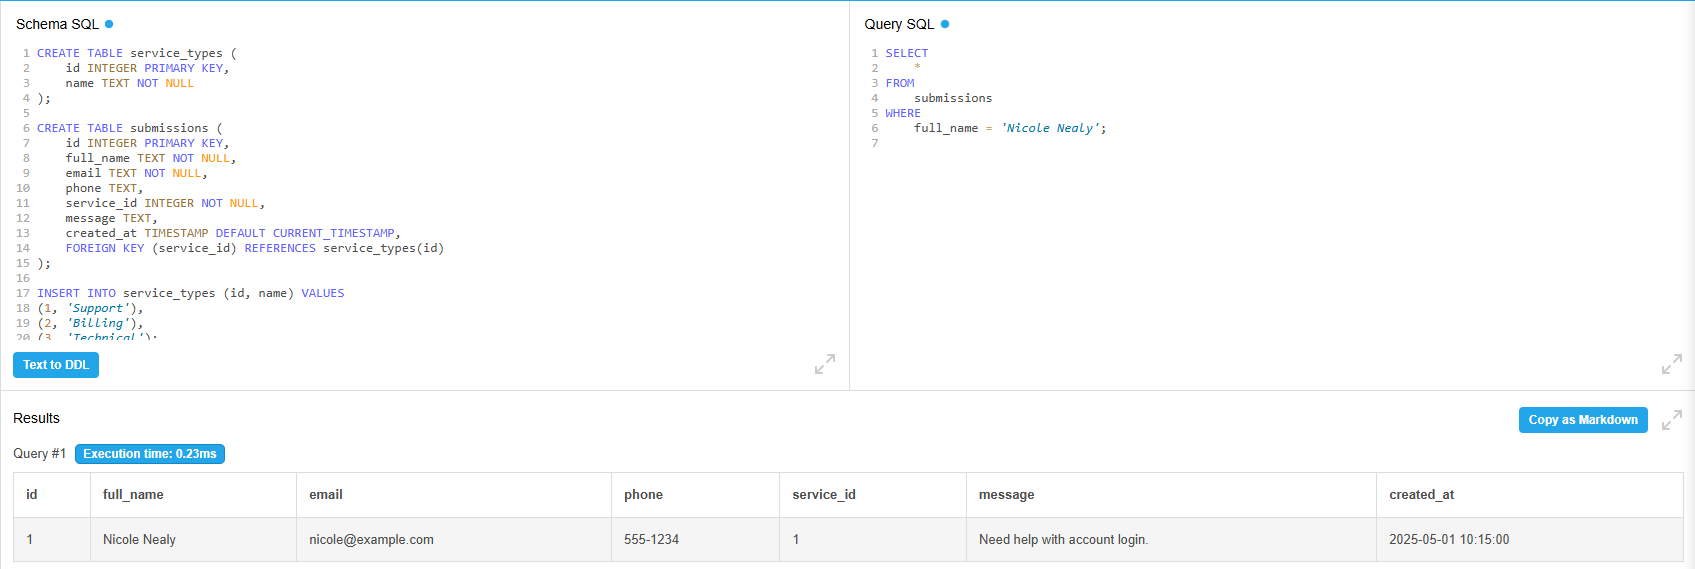 Schema SQL
1 CREATE TABLE service_types (
2     id INTEGER PRIMARY KEY,
3     name TEXT NOT NULL
4 );
5
6 CREATE TABLE submissions (
7     id INTEGER PRIMARY KEY,
8     full_name TEXT NOT NULL,
9     email TEXT NOT NULL,
10     phone TEXT,
11     service_id INTEGER NOT NULL,
12     message TEXT,
13     created_at TIMESTAMP DEFAULT CURRENT_TIMESTAMP,
14     FOREIGN KEY (service_id) REFERENCES service_types(id)
15 );
16
17 INSERT INTO service_types (id, name) VALUES
18 (1, 'Support'),
19 (2, 'Billing'),
20 (3, 'Technical');
Text to DDL
Query SQL
1 SELECT
2     *
3 FROM
4     submissions
5 WHERE
6     full_name = 'Nicole Nealy';
7
Results
Copy as Markdown
Query #1 Execution time: 0.23ms
id full_name email phone service_id message created_at
1 Nicole Nealy nicole@example.com 555-1234 1 Need help with account login. 2025-05-01 10:15:00